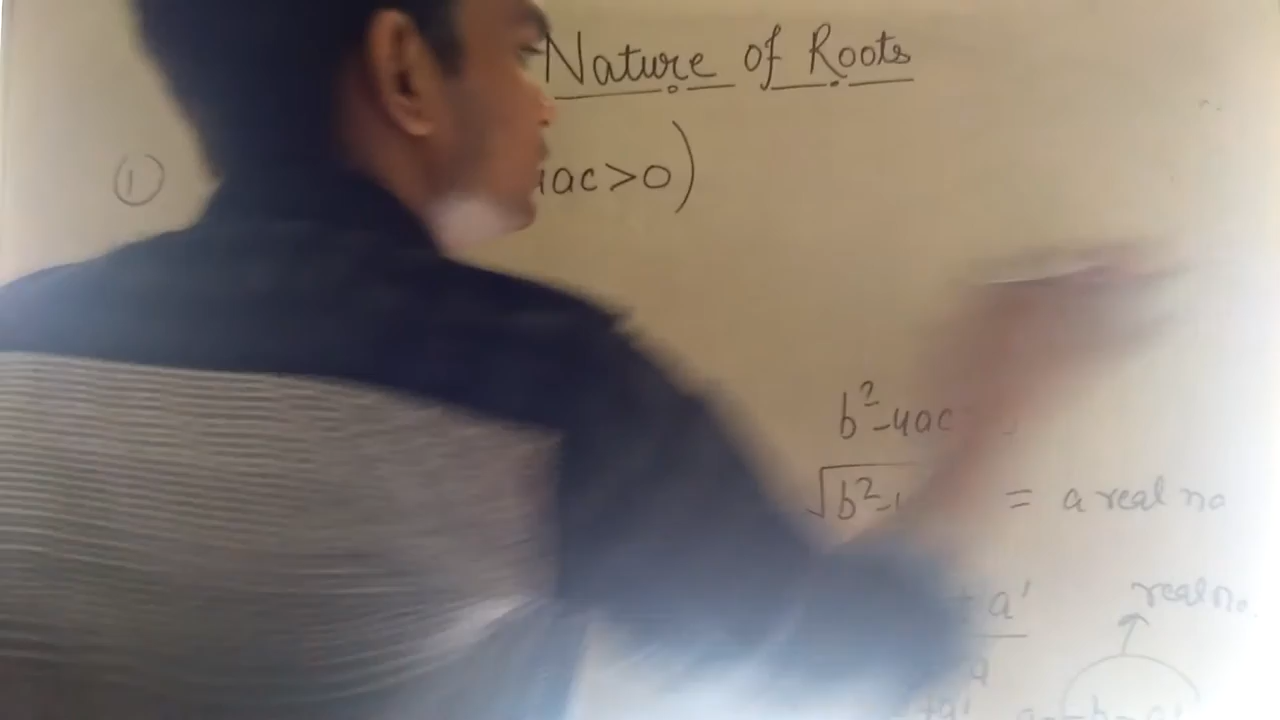 Nature of Roots
① 4ac>0)
b²-4ac
√b²- = a real no
+ a'
real no.
a
+a'